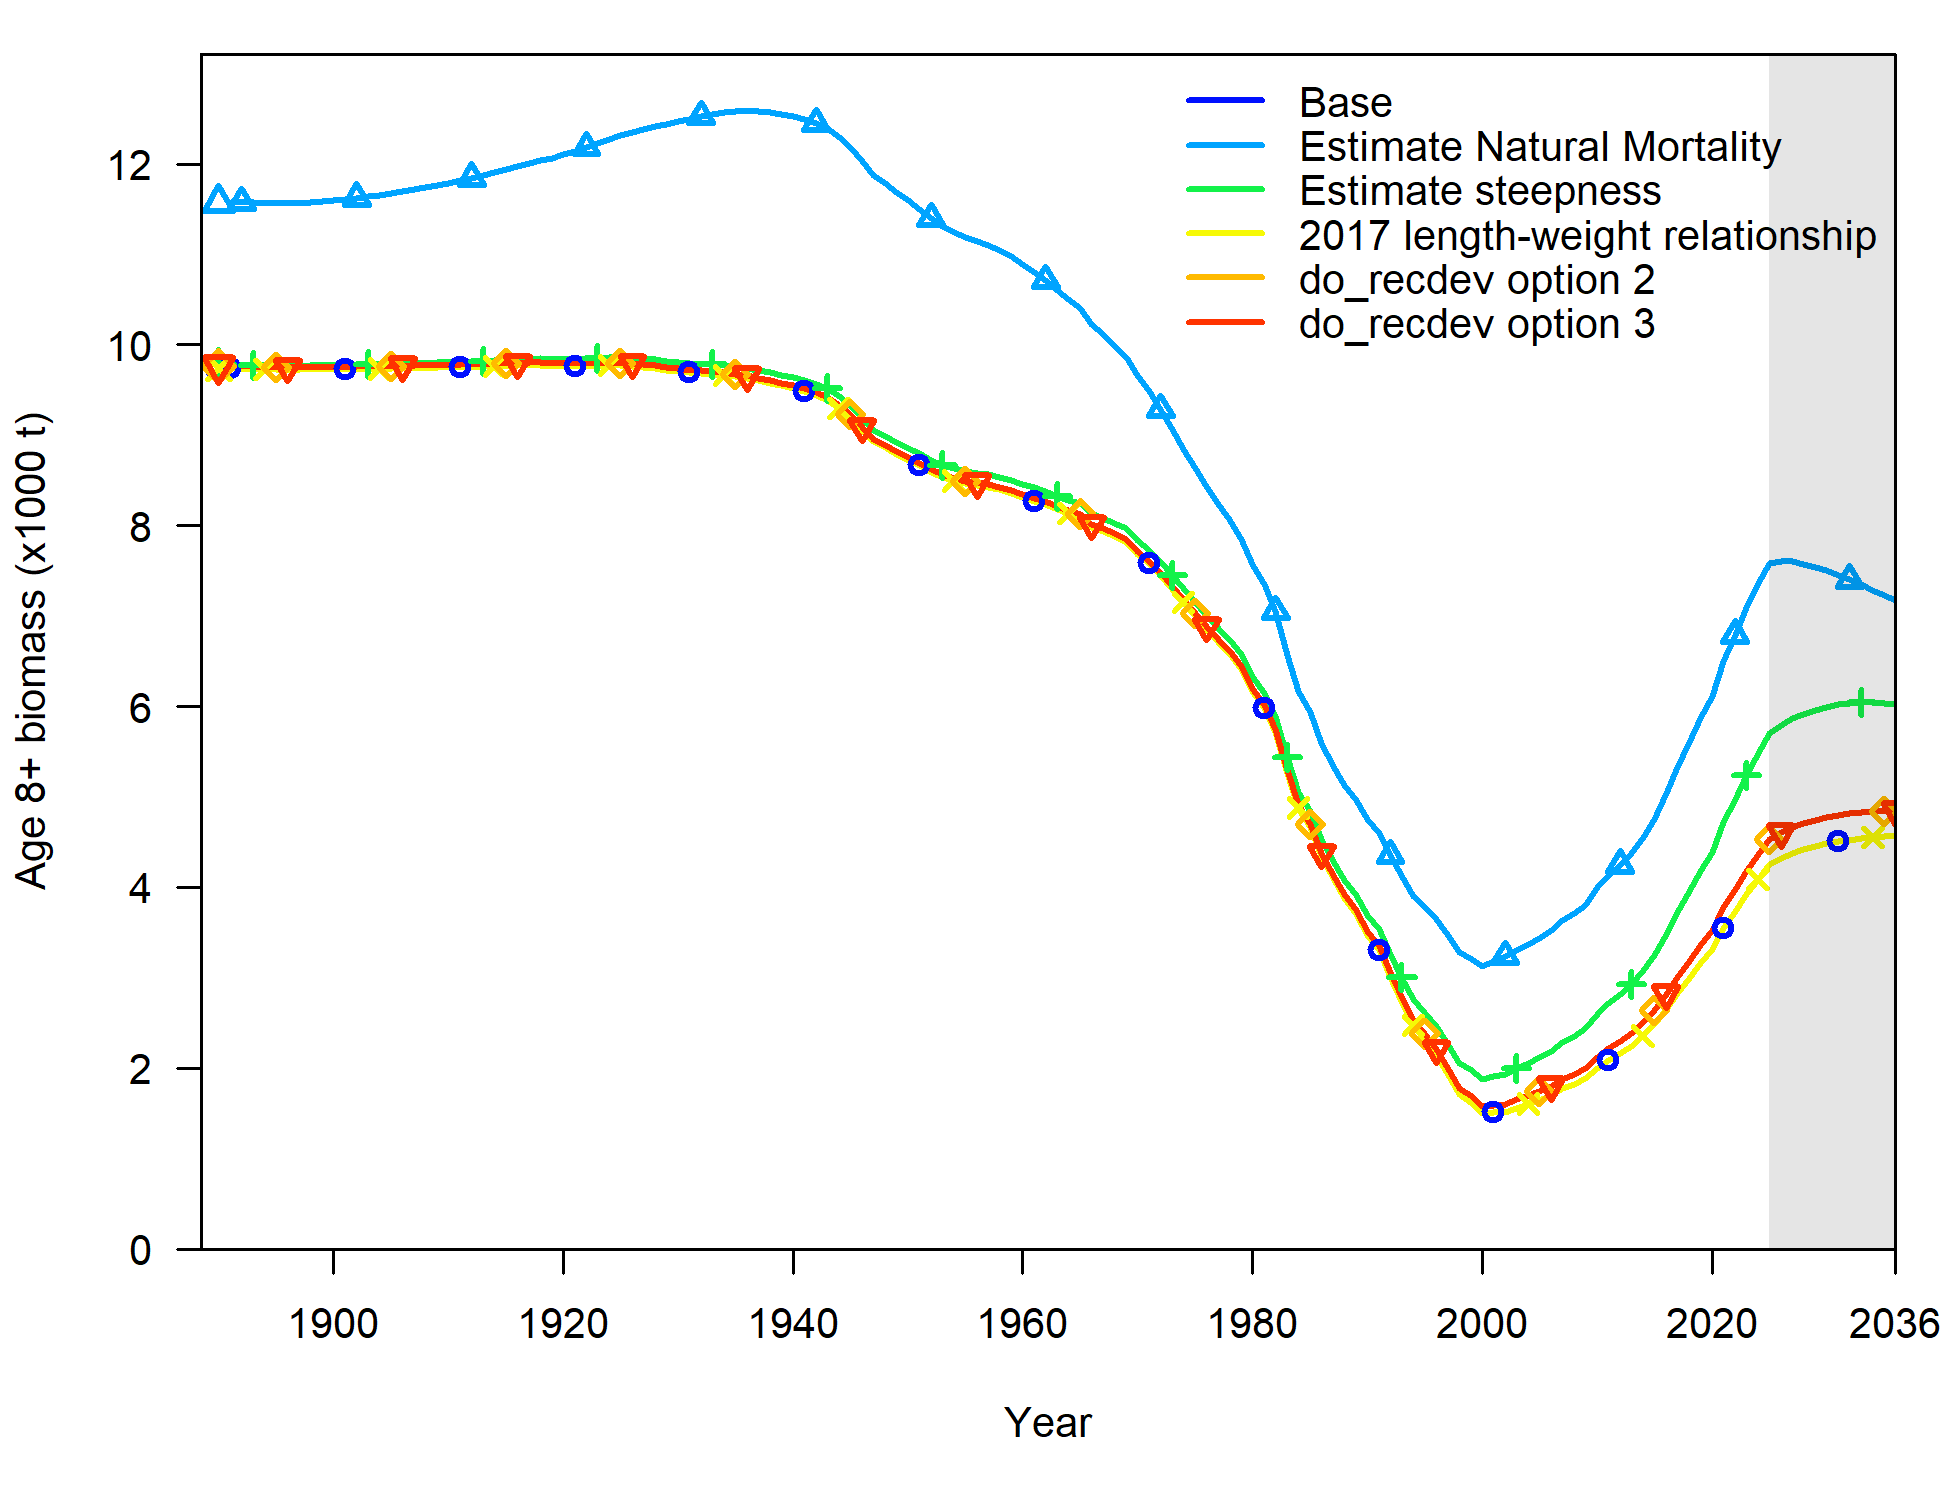 Base
Estimate Natural Mortality
Estimate steepness
2017 length-weight relationship
do_recdev option 2
do_recdev option 3
Age 8+ biomass (x1000 t)
12
10
8
6
4
2
0
1900 1920 1940 1960 1980 2000 2020 2036
Year